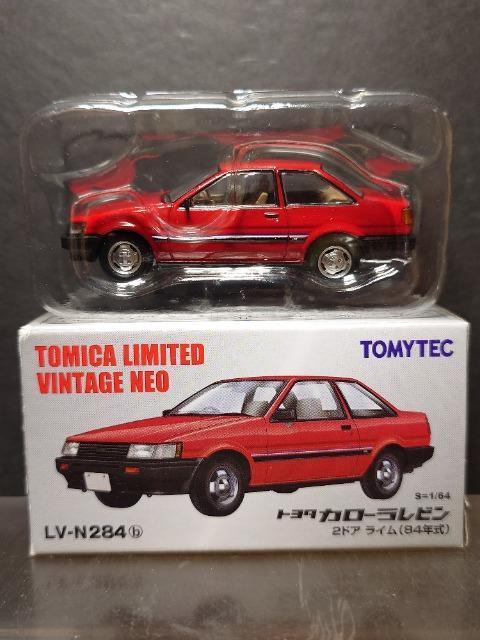 TOMICA LIMITED
VINTAGE NEO
TOMYTEC
S=1/64
LV-N284ⓑ
トヨタ カローラレビン
2ドア ライム(84年式)